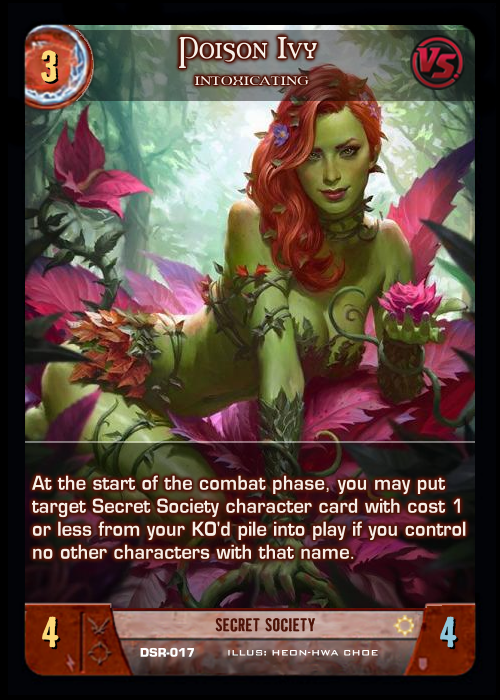 3
Poison Ivy
INTOXICATING
VS
At the start of the combat phase, you may put
target Secret Society character card with cost 1
or less from your KO'd pile into play if you control
no other characters with that name.
4
SECRET SOCIETY
4
DSR-017 ILLUS: HEON-HWA CHOE